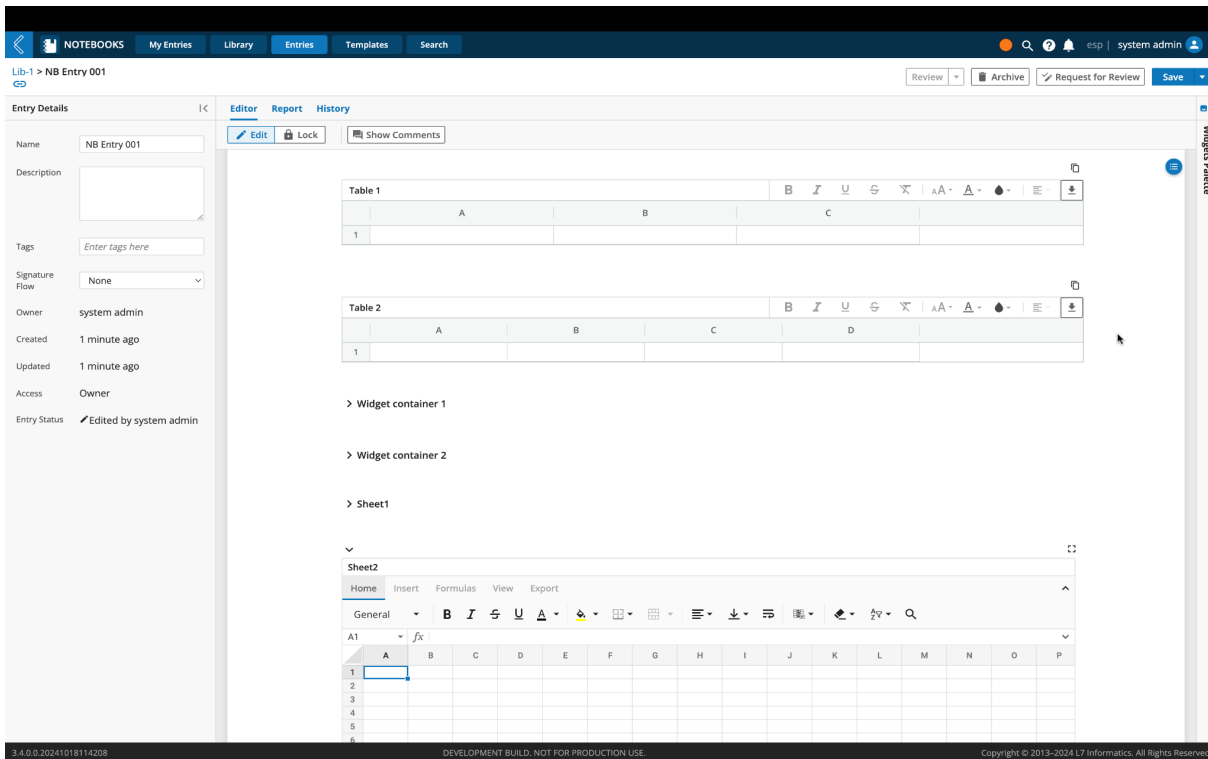 NOTEBOOKS My Entries Library Entries Templates Search esp | system admin
Lib-1 > NB Entry 001
Review Archive Request for Review Save
Entry Details
Editor Report History
Edit Lock Show Comments
Widgets Palette
Name NB Entry 001
Description
Tags Enter tags here
Signature Flow None
Owner system admin
Created 1 minute ago
Updated 1 minute ago
Access Owner
Entry Status Edited by system admin
Table 1 B I U S AA A
A B C
1
Table 2 B I U S AA A
A B C D
1
Widget container 1
Widget container 2
Sheet1
Sheet2
Home Insert Formulas View Export
General B I S U A
A1 fx
A B C D E F G H I J K L M N O P
1
2
3
4
5
6
3.4.0.0.20241018114208 DEVELOPMENT BUILD. NOT FOR PRODUCTION USE. Copyright © 2013–2024 L7 Informatics. All Rights Reserved